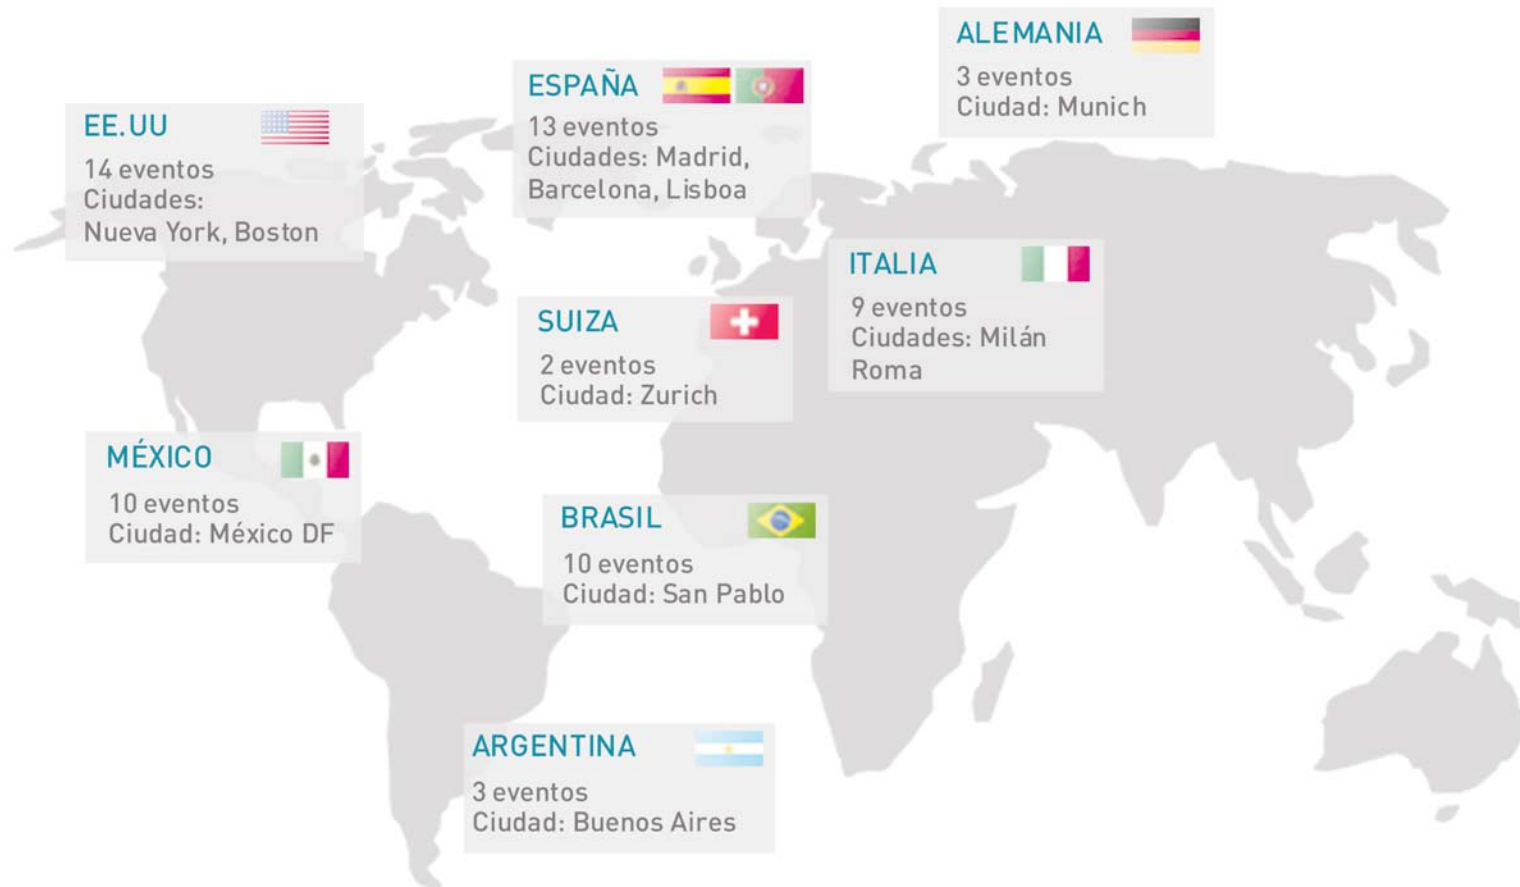 ALEMANIA
3 eventos
Ciudad: Munich
ESPAÑA
13 eventos
Ciudades: Madrid,
Barcelona, Lisboa
EE.UU
14 eventos
Ciudades:
Nueva York, Boston
ITALIA
9 eventos
Ciudades: Milán
Roma
SUIZA
2 eventos
Ciudad: Zurich
MÉXICO
10 eventos
Ciudad: México DF
BRASIL
10 eventos
Ciudad: San Pablo
ARGENTINA
3 eventos
Ciudad: Buenos Aires